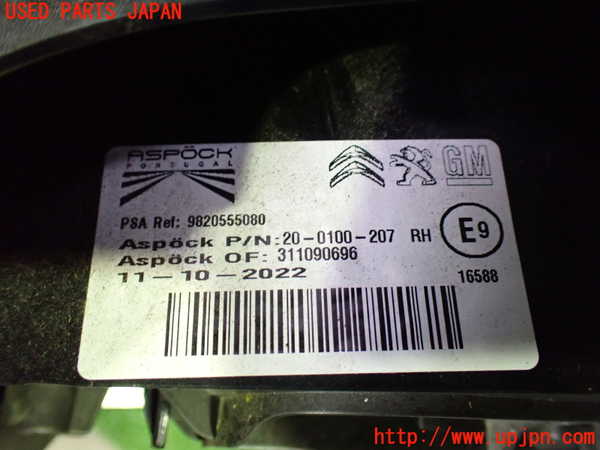 USED PARTS JAPAN
ASPÖCK
PORTUGAL
GM
PSA Ref: 9820555080
Aspöck P/N:20-0100-207 RH
E9
Aspöck OF: 311090696
11-10-2022
16588
http://www.upjpn.com/